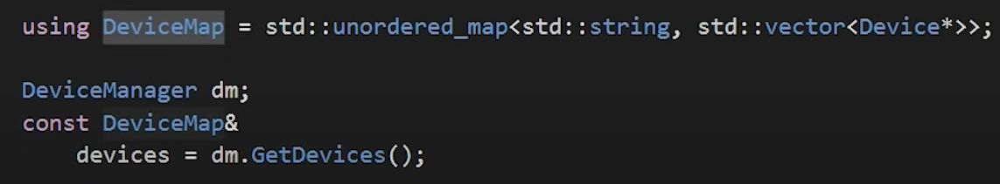 using DeviceMap = std::unordered_map<std::string, std::vector<Device*>>;
DeviceManager dm;
const DeviceMap&
devices = dm.GetDevices();